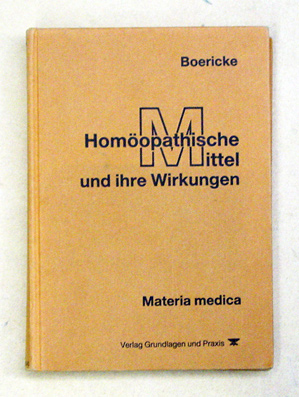 Boericke
Homöopathische
Mittel
und ihre Wirkungen
Materia medica
Verlag Grundlagen und Praxis